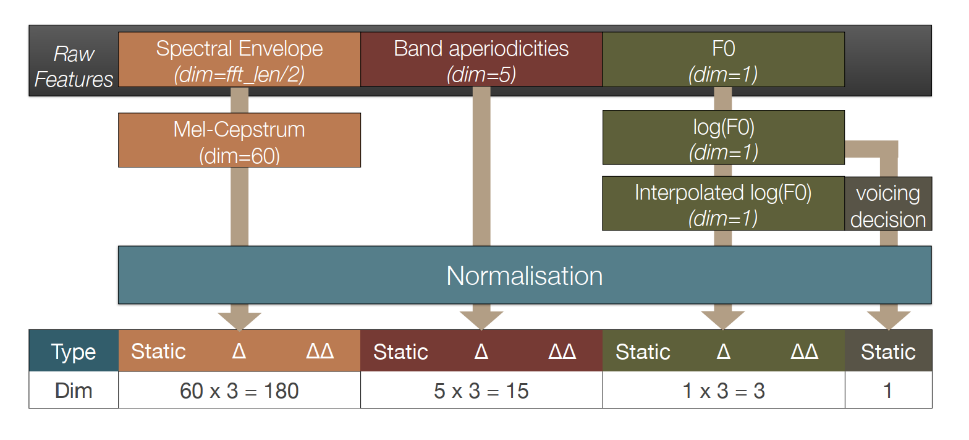 Raw
Features
Spectral Envelope
(dim=fft_len/2)
Band aperiodicities
(dim=5)
F0
(dim=1)
Mel-Cepstrum
(dim=60)
log(F0)
(dim=1)
Interpolated log(F0)
(dim=1)
voicing
decision
Normalisation
Type Static Δ ΔΔ Static Δ ΔΔ Static Δ ΔΔ Static
Dim 60 x 3 = 180 5 x 3 = 15 1 x 3 = 3 1